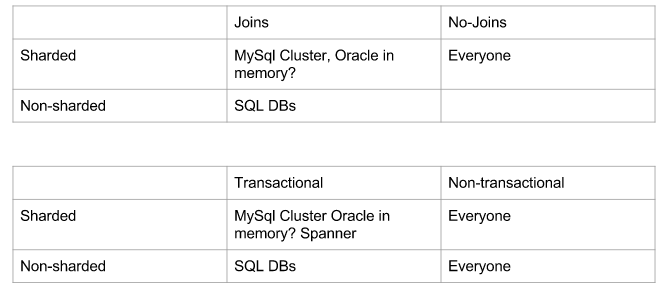 Joins No-Joins
Sharded MySql Cluster, Oracle in Everyone
memory?
Non-sharded SQL DBs
Transactional Non-transactional
Sharded MySql Cluster Oracle in Everyone
memory? Spanner
Non-sharded SQL DBs Everyone